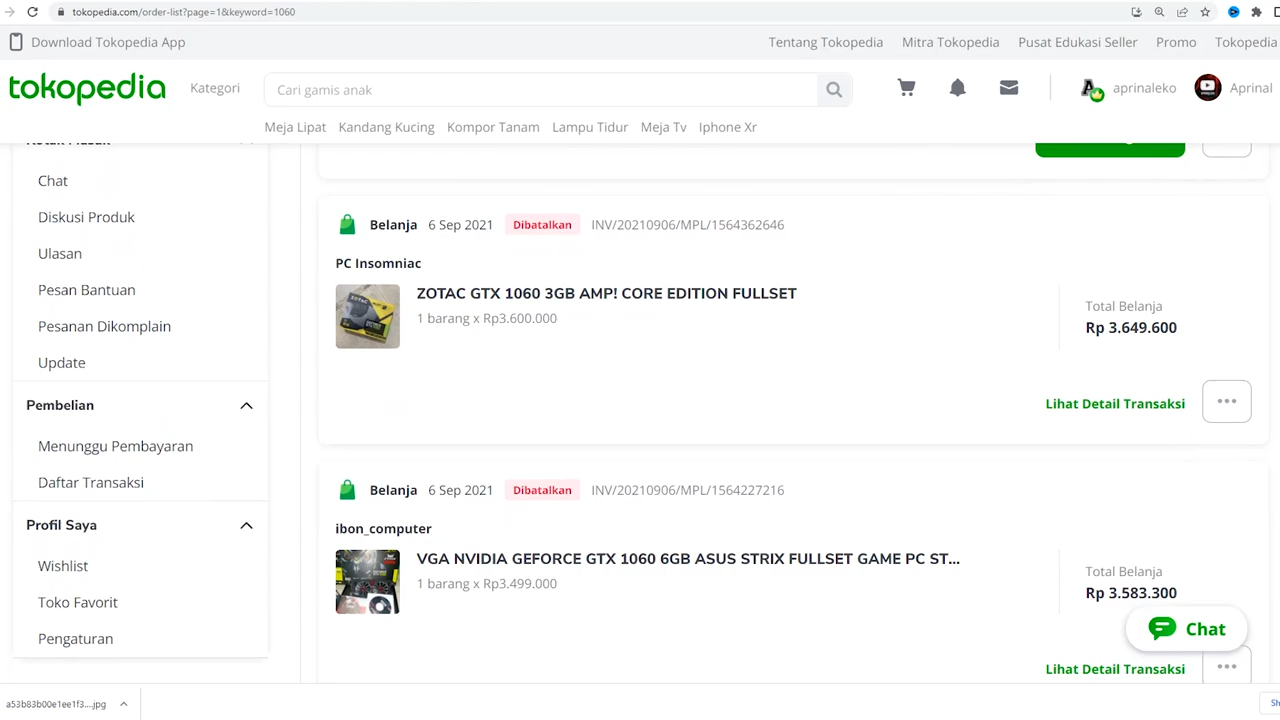 tokopedia.com/order-list?page=1&keyword=1060
Download Tokopedia App
Tentang Tokopedia
Mitra Tokopedia
Pusat Edukasi Seller
Promo
Tokopedia
tokopedia
Kategori
Cari gamis anak
aprinaleko
Aprinal
Meja Lipat
Kandang Kucing
Kompor Tanam
Lampu Tidur
Meja Tv
Iphone Xr
Chat
Diskusi Produk
Ulasan
Pesan Bantuan
Pesanan Dikomplain
Update
Pembelian
Menunggu Pembayaran
Daftar Transaksi
Profil Saya
Wishlist
Toko Favorit
Pengaturan
Belanja 6 Sep 2021 Dibatalkan INV/20210906/MPL/1564362646
PC Insomniac
ZOTAC GTX 1060 3GB AMP! CORE EDITION FULLSET
1 barang x Rp3.600.000
Total Belanja
Rp 3.649.600
Lihat Detail Transaksi
Belanja 6 Sep 2021 Dibatalkan INV/20210906/MPL/1564227216
ibon_computer
VGA NVIDIA GEFORCE GTX 1060 6GB ASUS STRIX FULLSET GAME PC ST...
1 barang x Rp3.499.000
Total Belanja
Rp 3.583.300
Chat
Lihat Detail Transaksi
a53b83b00e1ee1f3....jpg